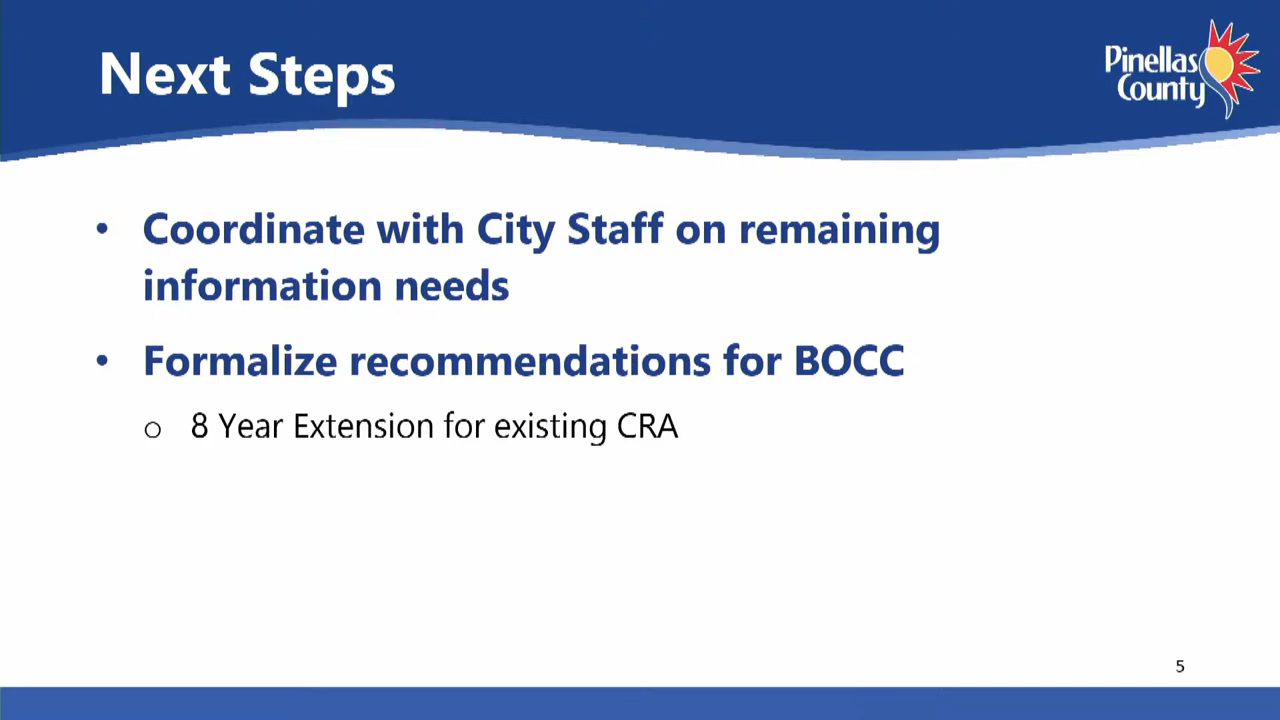 Next Steps
Pinellas
County
• Coordinate with City Staff on remaining
information needs
• Formalize recommendations for BOCC
o 8 Year Extension for existing CRA
5